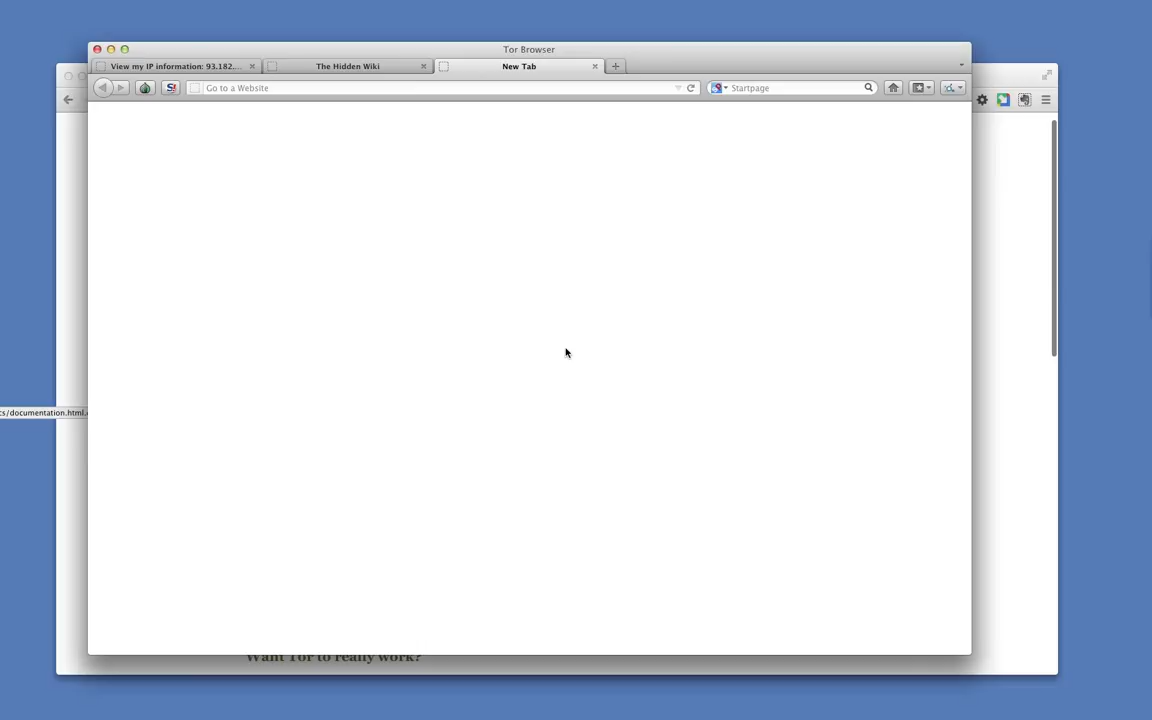 Tor Browser
View my IP information: 93.182....
The Hidden Wiki
New Tab
Go to a Website
Startpage
cs/documentation.html.
Want Tor to really work?